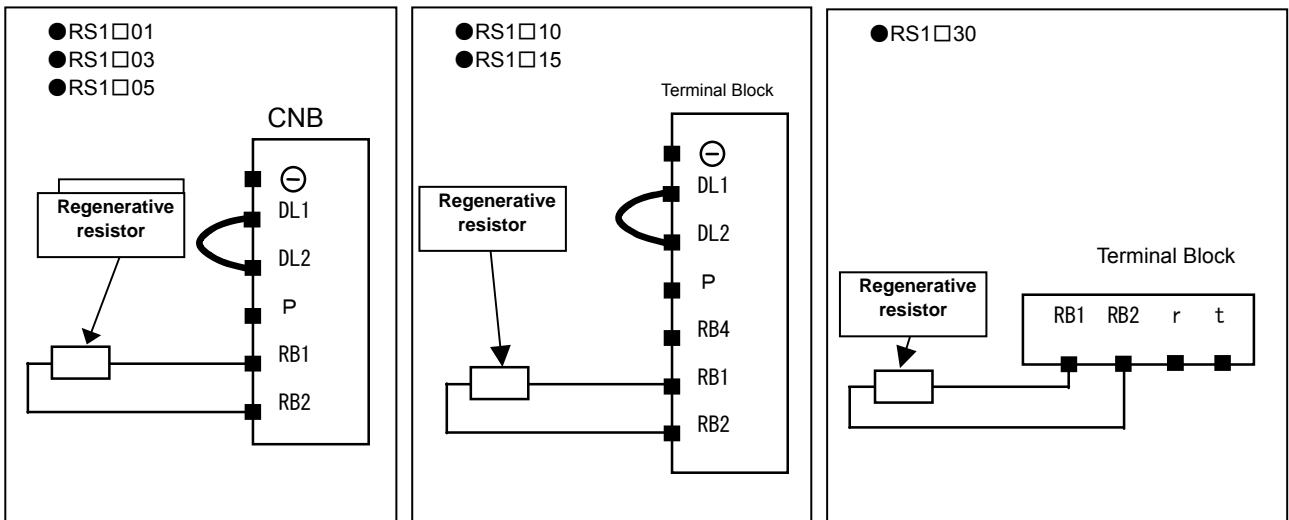 ●RS1□01
●RS1□03
●RS1□05
CNB
⊖
DL1
DL2
P
RB1
RB2
Regenerative
resistor
●RS1□10
●RS1□15
Terminal Block
⊖
DL1
DL2
P
RB4
RB1
RB2
Regenerative
resistor
●RS1□30
Terminal Block
RB1 RB2 r t
Regenerative
resistor